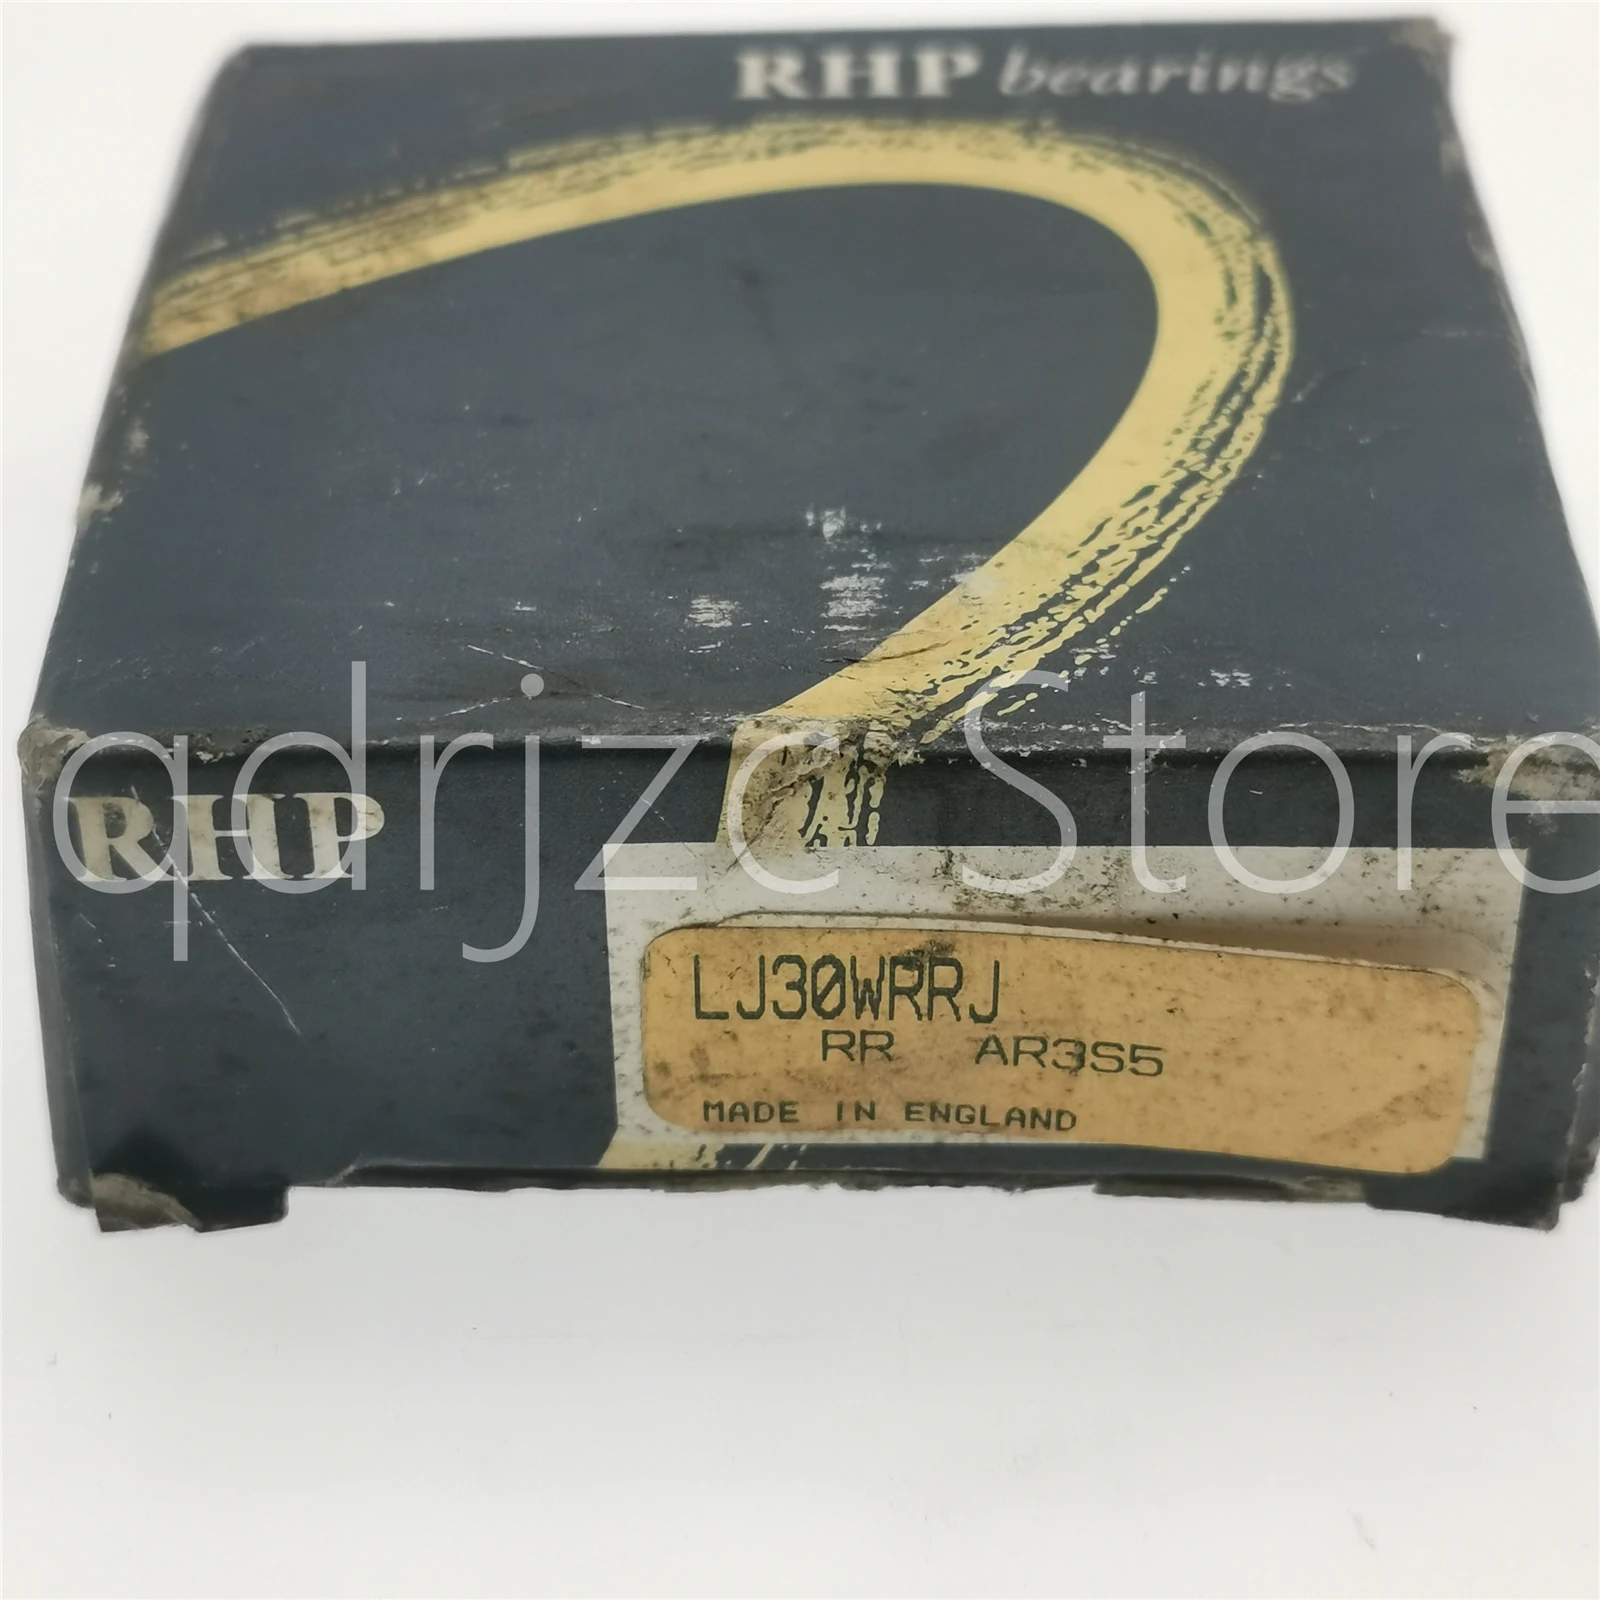 RHP bearings
qdrjzc Store
RHP
LJ30WRRJ
RR AR3S5
MADE IN ENGLAND